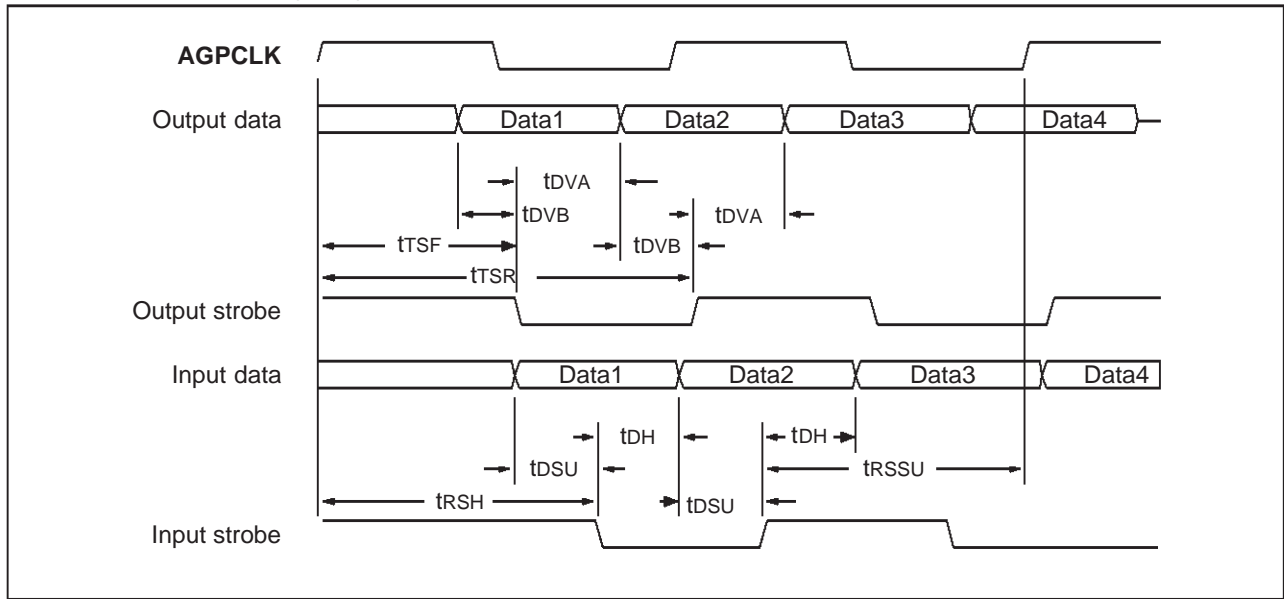 AGPCLK
Output data
Data1 Data2 Data3 Data4
tDVA
tDVB
tDVA
tTSF
tDVB
tTSR
Output strobe
Input data
Data1 Data2 Data3 Data4
tDH
tDH
tDSU
tRSSU
tRSH
tDSU
Input strobe